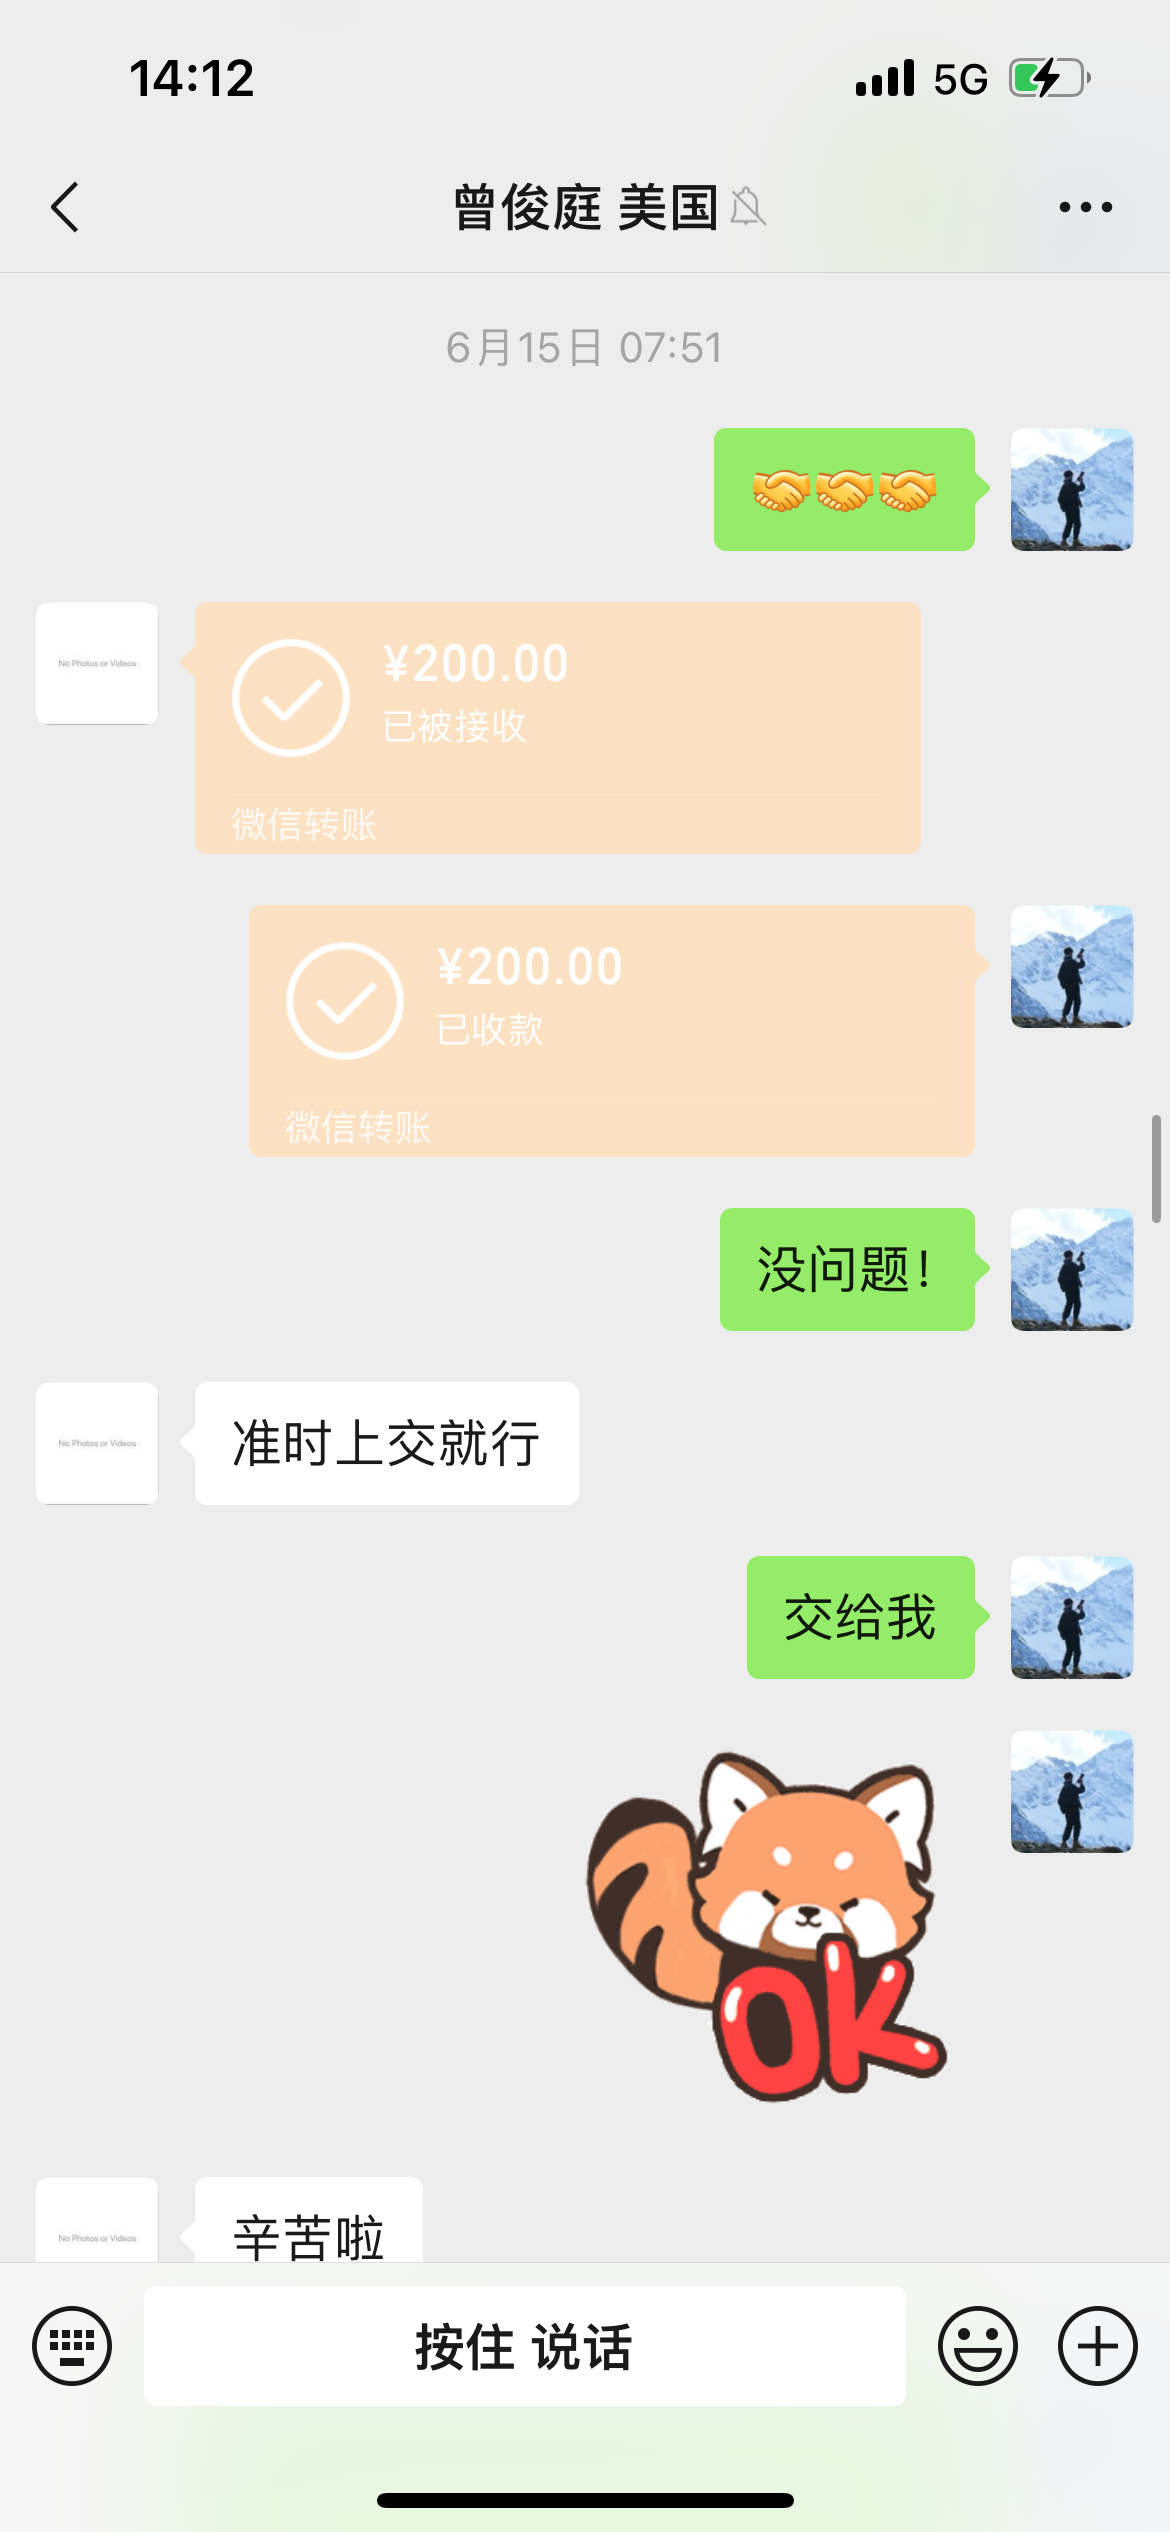 14:12
5G
曾俊庭 美国
6月15日 07:51
No Photos or Videos
¥200.00
已被接收
微信转账
¥200.00
已收款
微信转账
没问题！
No Photos or Videos
准时上交就行
交给我
OK
No Photos or Videos
辛苦啦
按住 说话